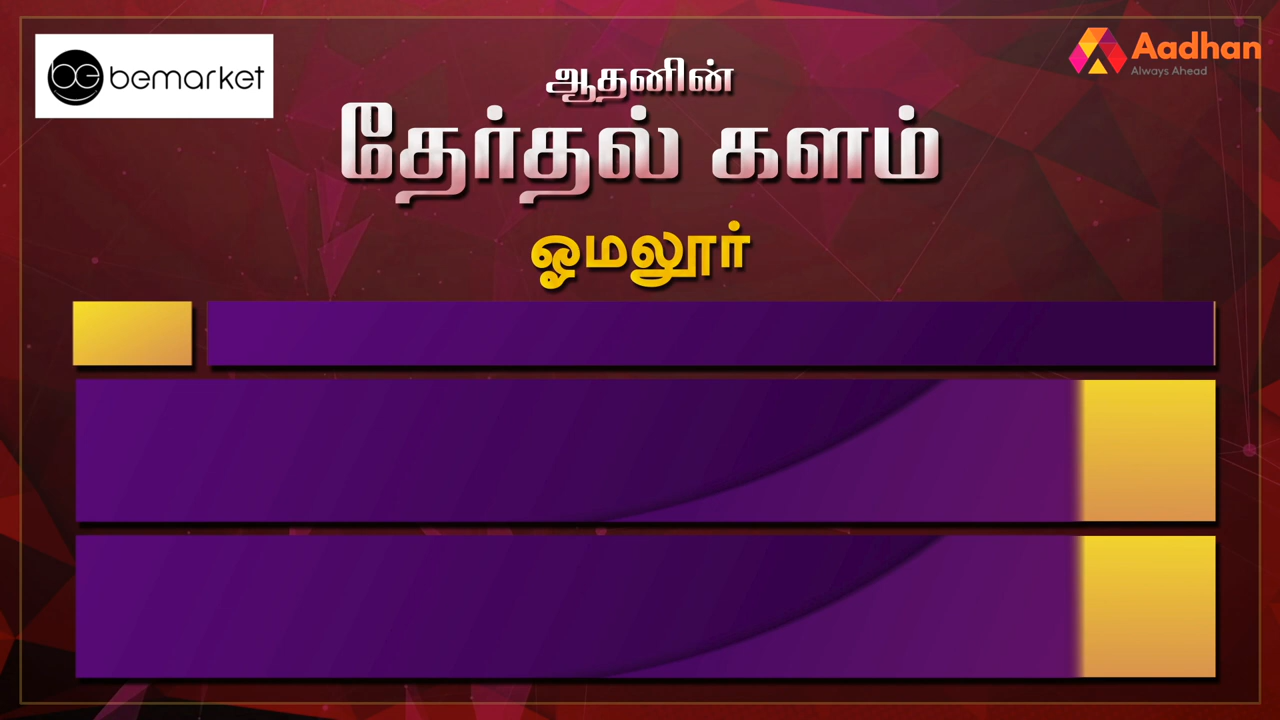 bemarket
Aadhan
Always Ahead
ஆதனின்
தேர்தல் களம்
ஓமலூர்